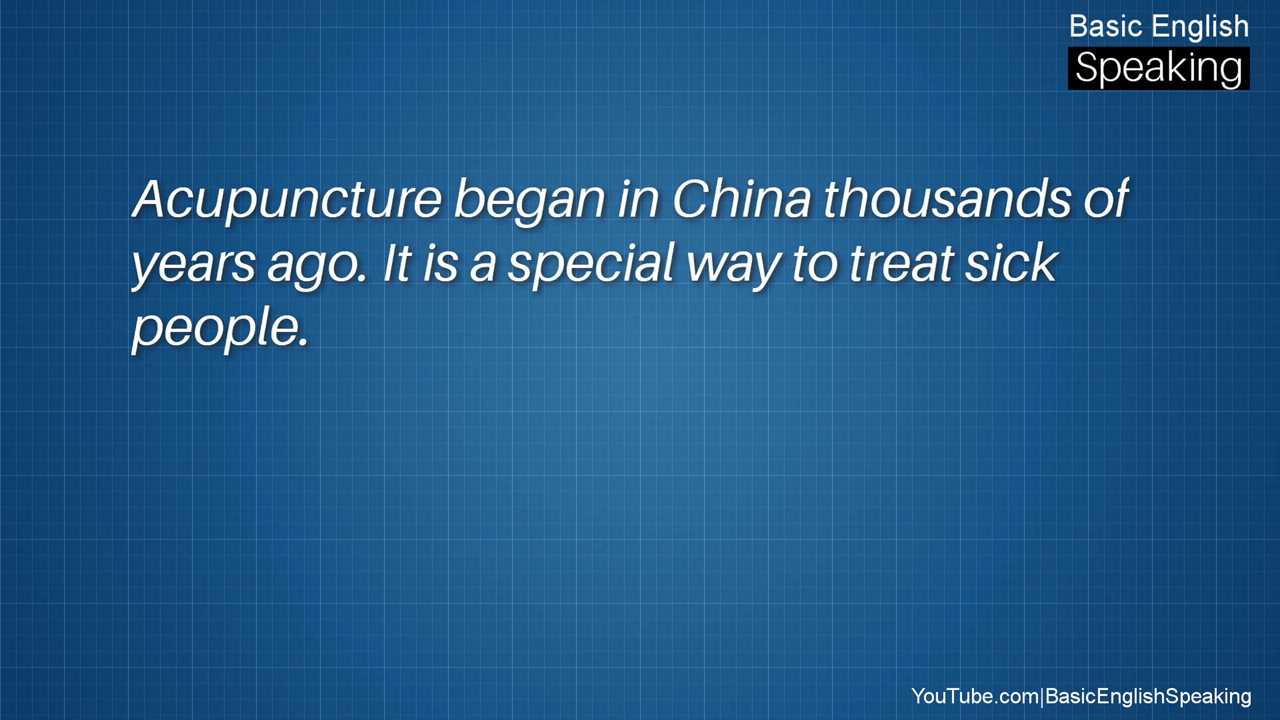 Basic English
Speaking
Acupuncture began in China thousands of
years ago. It is a special way to treat sick
people.
YouTube.com|BasicEnglishSpeaking